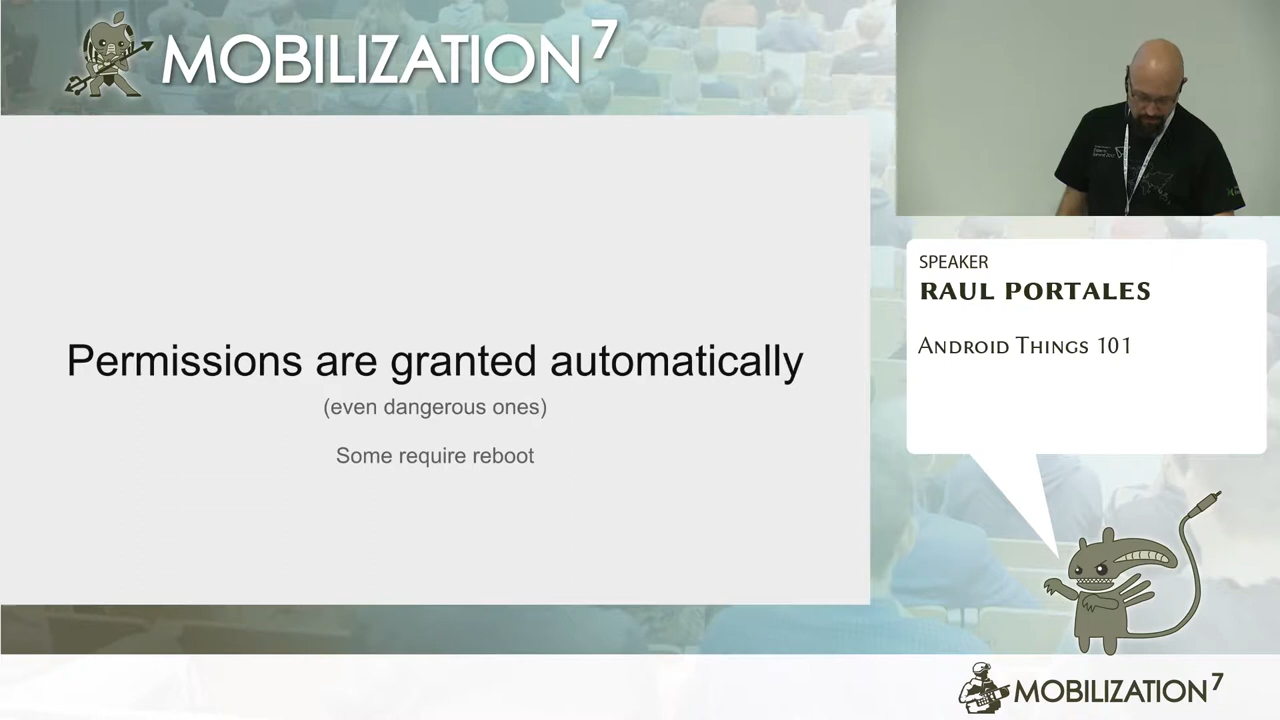 MOBILIZATION7
Permissions are granted automatically
(even dangerous ones)
Some require reboot
SPEAKER
RAUL PORTALES
ANDROID THINGS 101
MOBILIZATION7